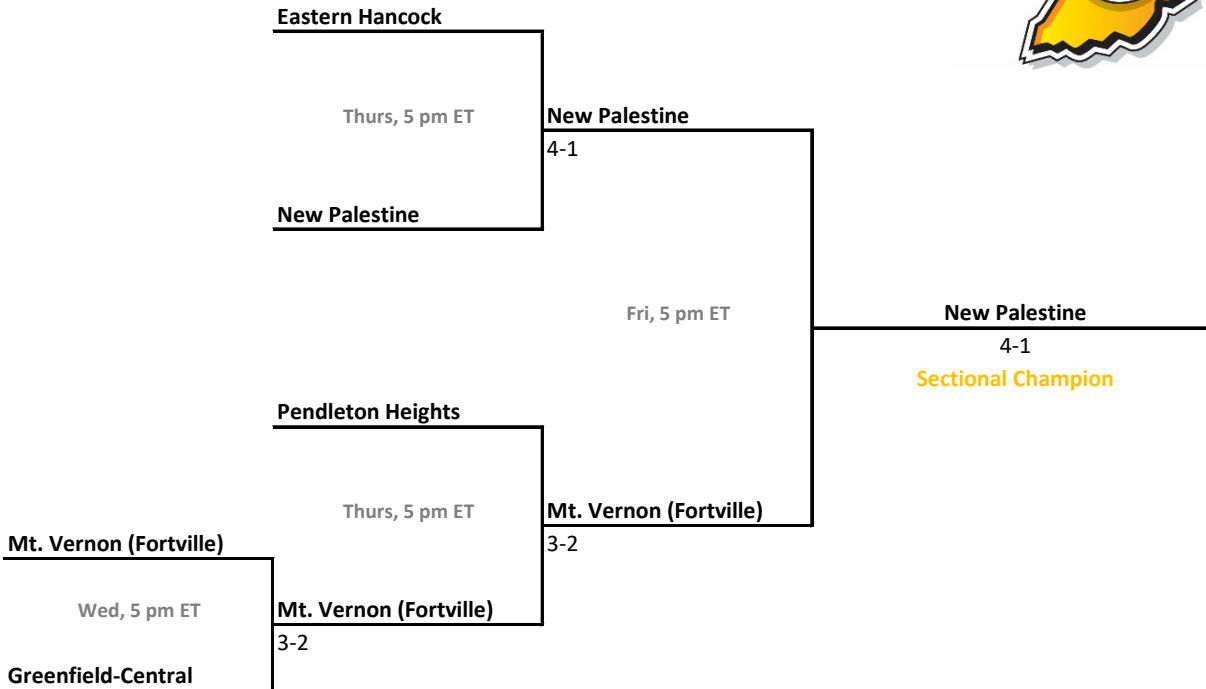 Eastern Hancock
Thurs, 5 pm ET
New Palestine
4-1
New Palestine
Fri, 5 pm ET
New Palestine
4-1
Sectional Champion
Pendleton Heights
Thurs, 5 pm ET
Mt. Vernon (Fortville)
3-2
Mt. Vernon (Fortville)
Wed, 5 pm ET
Mt. Vernon (Fortville)
3-2
Greenfield-Central